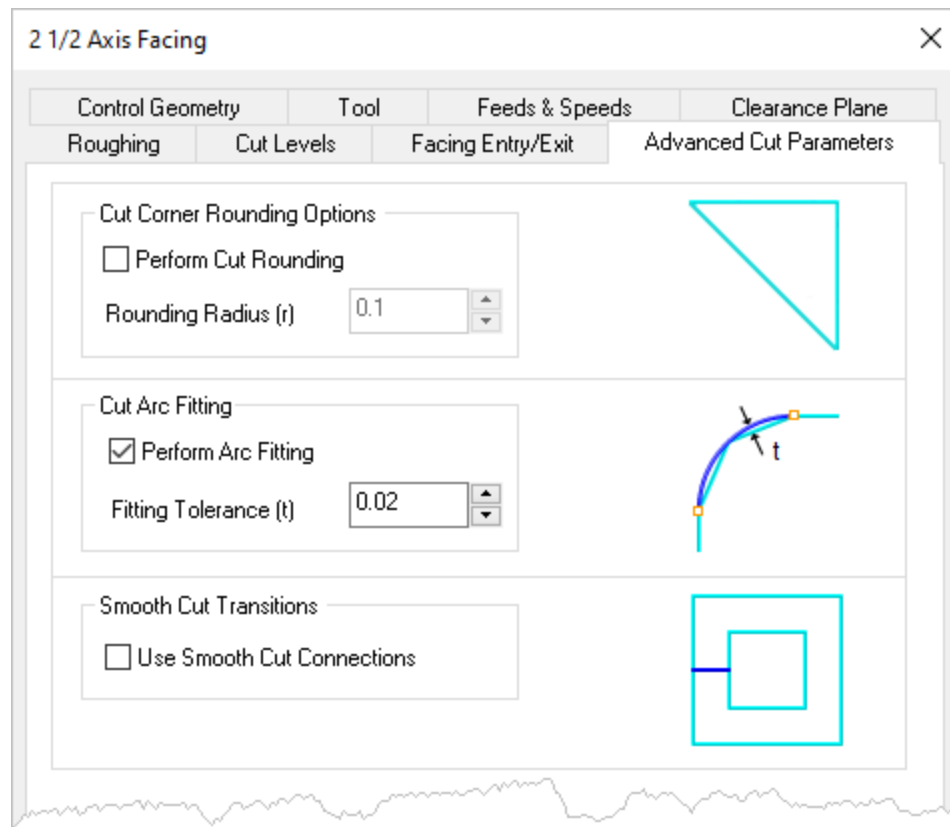 2 1/2 Axis Facing
Control Geometry Tool Feeds & Speeds Clearance Plane
Roughing Cut Levels Facing Entry/Exit Advanced Cut Parameters
Cut Corner Rounding Options
Perform Cut Rounding
Rounding Radius (r) 0.1
Cut Arc Fitting
Perform Arc Fitting
t
Fitting Tolerance (t) 0.02
Smooth Cut Transitions
Use Smooth Cut Connections